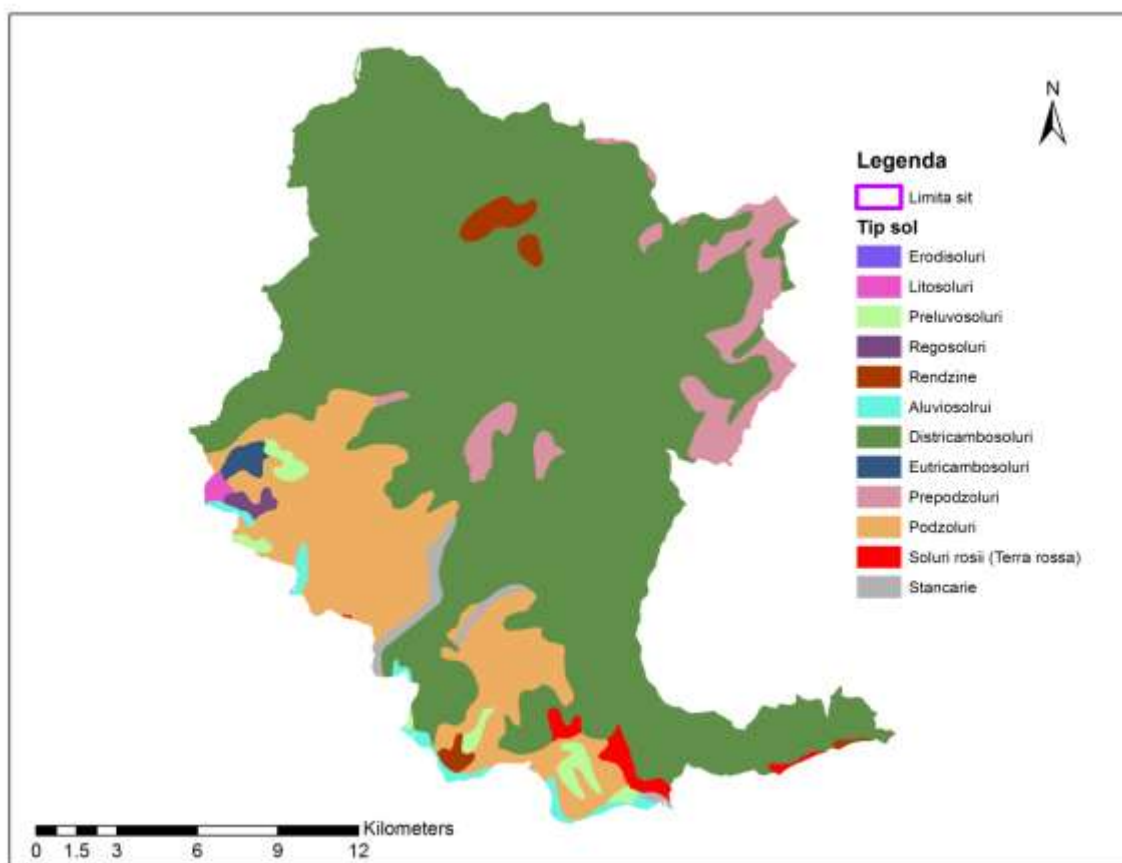 N
Legenda
Limita sit
Tip sol
Erodisoluri
Litosoluri
Preluvosoluri
Regosoluri
Rendzine
Aluviosolrui
Districambosoluri
Eutricambosoluri
Prepodzoluri
Podzoluri
Soluri rosii (Terra rossa)
Stancarie
Kilometers
0 1.5 3 6 9 12